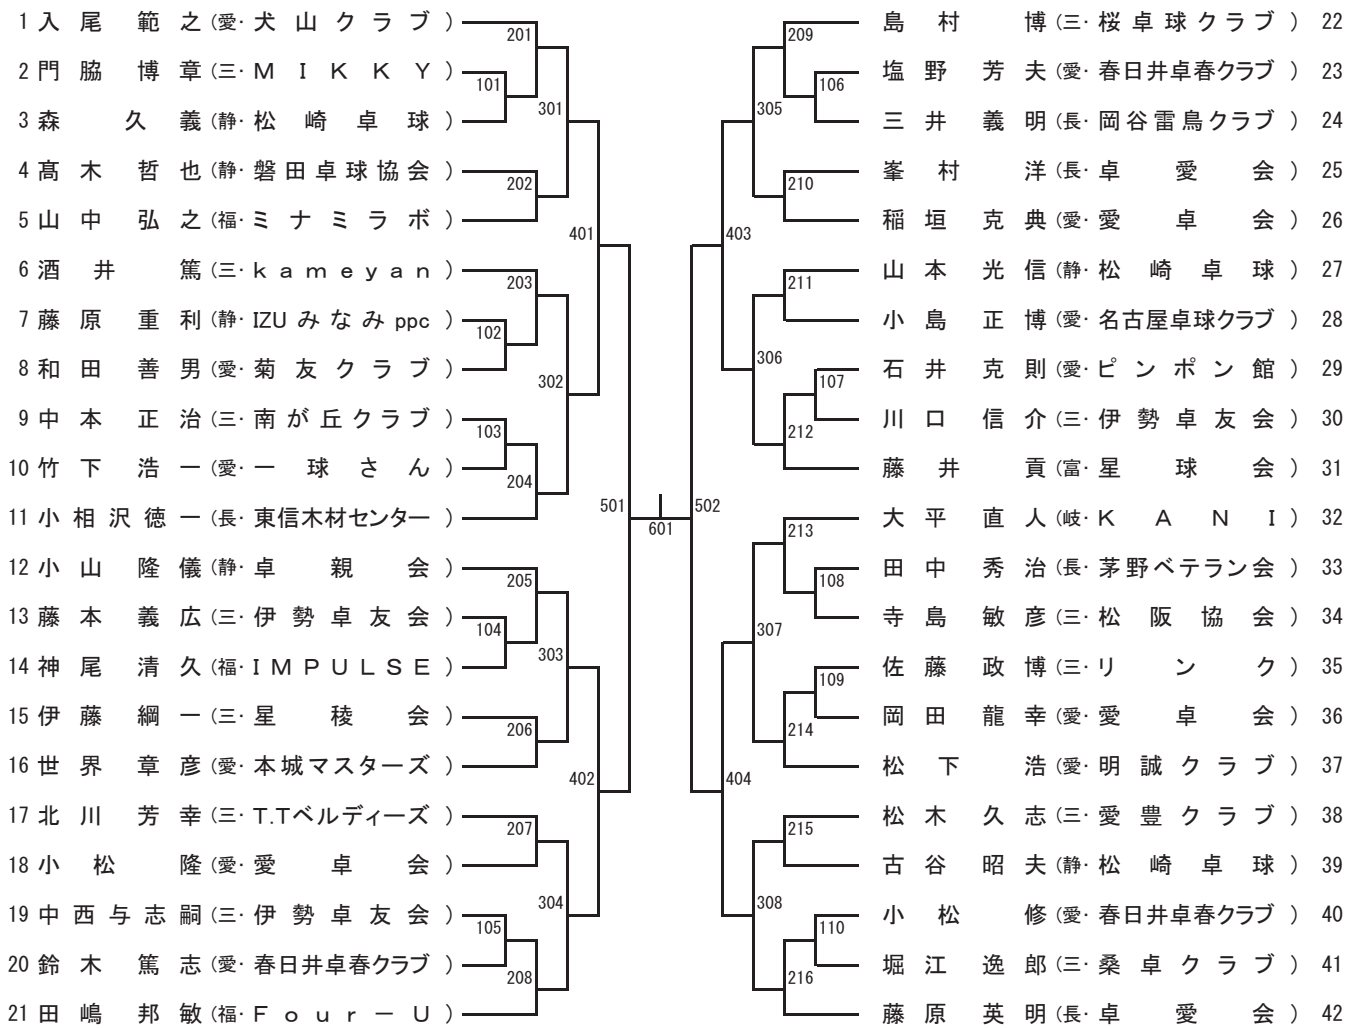 1 入尾 範之 (愛・犬山クラブ)
2 門脇 博章 (三・MIKKY)
3 森 久義 (静・松崎卓球)
4 髙木 哲也 (静・磐田卓球協会)
5 山中 弘之 (福・ミナミラボ)
6 酒井 篤 (三・kameyan)
7 藤原 重利 (静・IZUみなみppc)
8 和田 善男 (愛・菊友クラブ)
9 中本 正治 (三・南が丘クラブ)
10 竹下 浩一 (愛・一球さん)
11 小相沢徳一 (長・東信木材センター)
12 小山 隆儀 (静・卓親会)
13 藤本 義広 (三・伊勢卓友会)
14 神尾 清久 (福・IMPULSE)
15 伊藤 綱一 (三・星稜会)
16 世界 章彦 (愛・本城マスターズ)
17 北川 芳幸 (三・T.Tベルディーズ)
18 小松 隆 (愛・愛卓会)
19 中西与志嗣 (三・伊勢卓友会)
20 鈴木 篤志 (愛・春日井卓春クラブ)
21 田嶋 邦敏 (福・Four－U)
201
101
301
202
401
203
102
302
103
204
501
205
104
303
206
402
207
304
105
208
601
209
106
305
210
403
211
306
107
212
502
213
108
307
109
214
404
215
308
110
216
島村 博 (三・桜卓球クラブ) 22
塩野 芳夫 (愛・春日井卓春クラブ) 23
三井 義明 (長・岡谷雷鳥クラブ) 24
峯村 洋 (長・卓愛会) 25
稲垣 克典 (愛・愛卓会) 26
山本 光信 (静・松崎卓球) 27
小島 正博 (愛・名古屋卓球クラブ) 28
石井 克則 (愛・ピンポン館) 29
川口 信介 (三・伊勢卓友会) 30
藤井 貢 (富・星球会) 31
大平 直人 (岐・KANI) 32
田中 秀治 (長・茅野ベテラン会) 33
寺島 敏彦 (三・松阪協会) 34
佐藤 政博 (三・リンク) 35
岡田 龍幸 (愛・愛卓会) 36
松下 浩 (愛・明誠クラブ) 37
松木 久志 (三・愛豊クラブ) 38
古谷 昭夫 (静・松崎卓球) 39
小松 修 (愛・春日井卓春クラブ) 40
堀江 逸郎 (三・桑卓クラブ) 41
藤原 英明 (長・卓愛会) 42